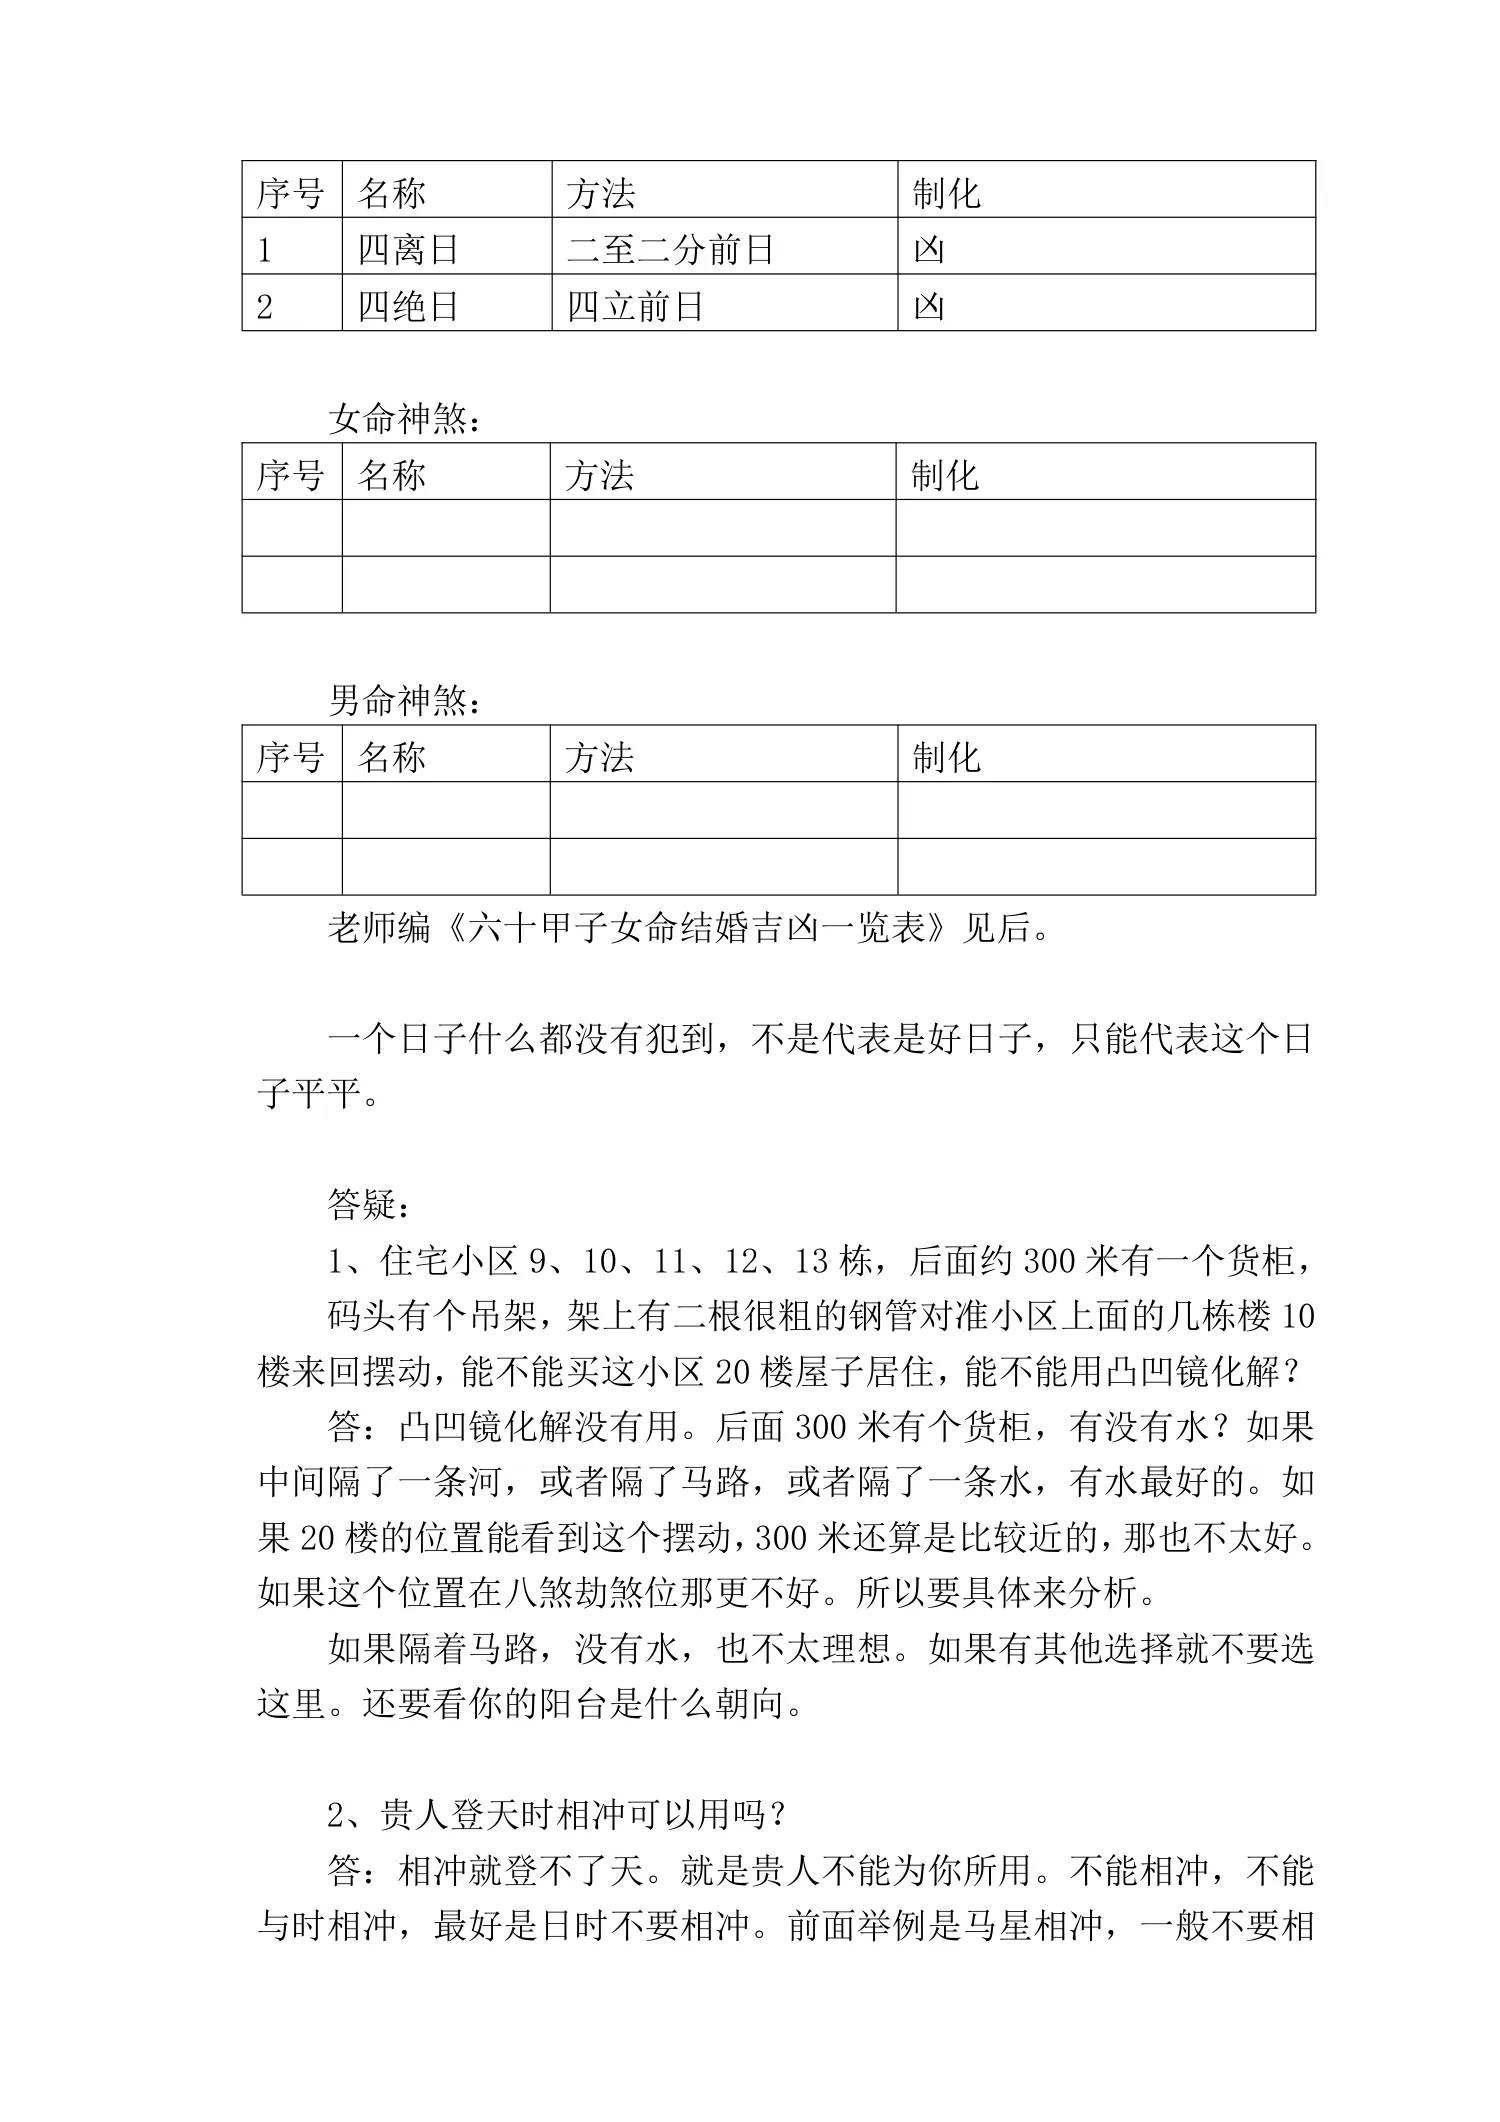 序号 名称 方法 制化
1 四离日 二至二分前日 凶
2 四绝日 四立前日 凶
女命神煞：
序号 名称 方法 制化
男命神煞：
序号 名称 方法 制化
老师编《六十甲子女命结婚吉凶一览表》见后。
一个日子什么都没有犯到，不是代表是好日子，只能代表这个日
子平平。
答疑：
1、住宅小区 9、10、11、12、13 栋，后面约 300 米有一个货柜，
码头有个吊架，架上有二根很粗的钢管对准小区上面的几栋楼 10
楼来回摆动，能不能买这小区 20 楼屋子居住，能不能用凸凹镜化解？
答：凸凹镜化解没有用。后面 300 米有个货柜，有没有水？如果
中间隔了一条河，或者隔了马路，或者隔了一条水，有水最好的。如
果 20 楼的位置能看到这个摆动，300 米还算是比较近的，那也不太好。
如果这个位置在八煞劫煞位那更不好。所以要具体来分析。
如果隔着马路，没有水，也不太理想。如果有其他选择就不要选
这里。还要看你的阳台是什么朝向。
2、贵人登天时相冲可以用吗？
答：相冲就登不了天。就是贵人不能为你所用。不能相冲，不能
与时相冲，最好是日时不要相冲。前面举例是马星相冲，一般不要相